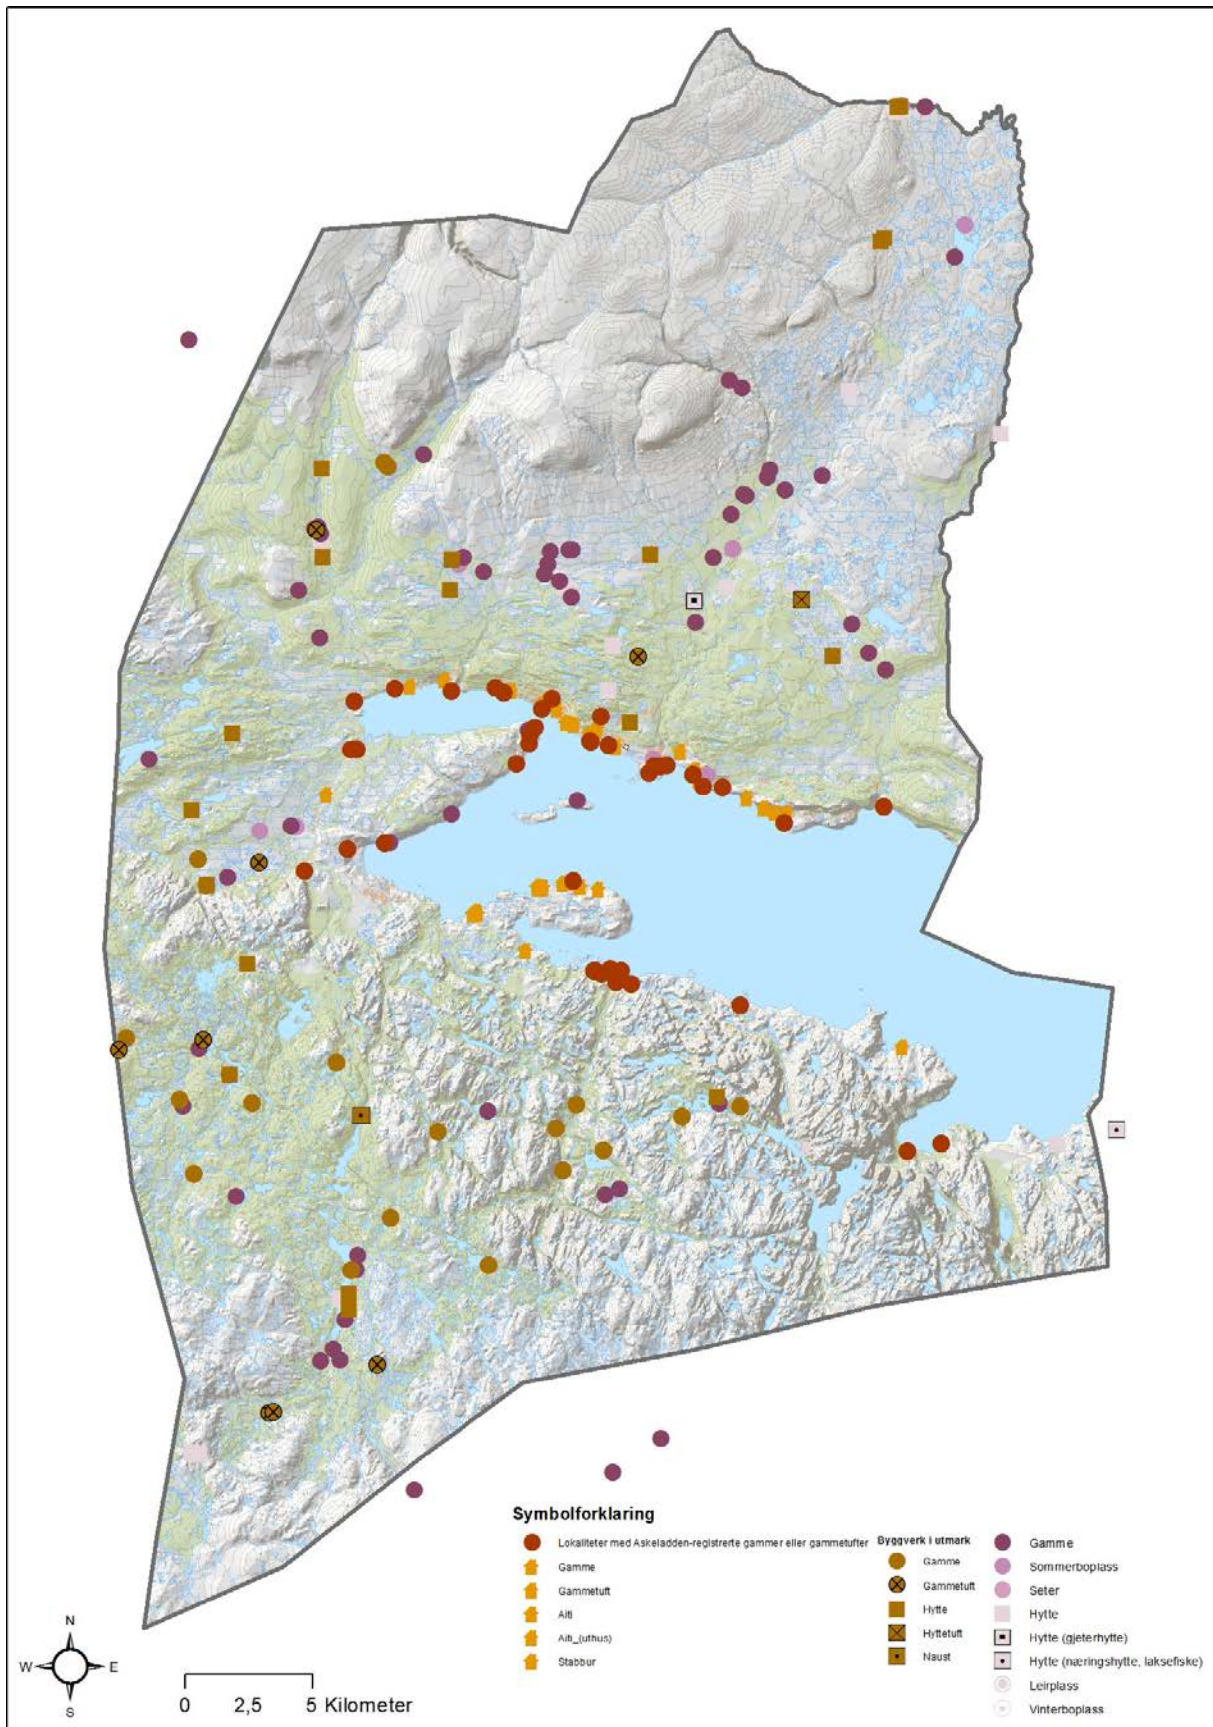 Symbolforklaring
Lokaliteter med Askeladden-registrerte gammer eller gammetufter
Gamme
Gammetuft
Aiti
Aiti_(uthus)
Stabbur
Byggverk i utmark
Gamme
Gammetuft
Hytte
Hyttetuft
Naust
Gamme
Sommerboplass
Seter
Hytte
Hytte (gjeterhytte)
Hytte (næringshytte, laksefiske)
Leirplass
Vinterboplass
N
W E
S
0 2,5 5 Kilometer